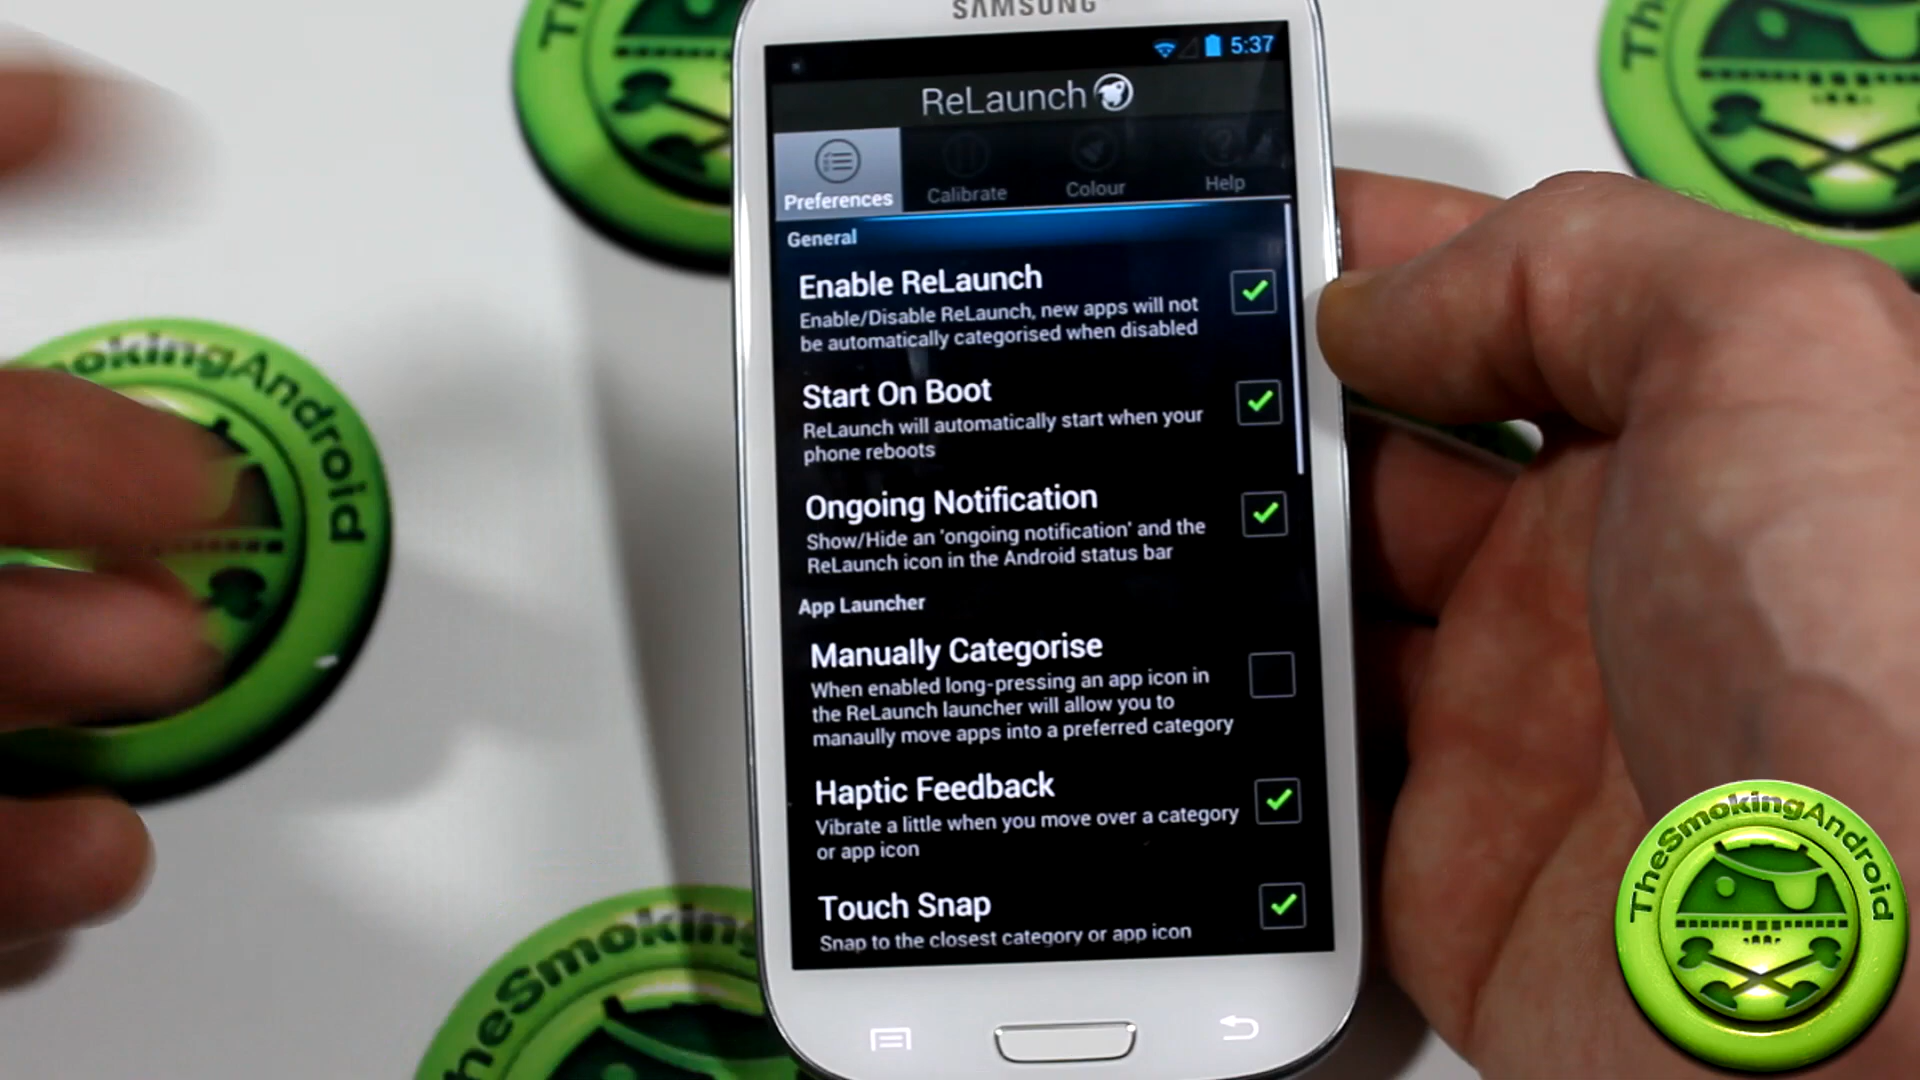 SAMSUNG
5:37
ReLaunch
Preferences
Calibrate
Colour
Help
General
Enable ReLaunch
Enable/Disable ReLaunch, new apps will not
be automatically categorised when disabled
Start On Boot
ReLaunch will automatically start when your
phone reboots
Ongoing Notification
Show/Hide an 'ongoing notification' and the
ReLaunch icon in the Android status bar
App Launcher
Manually Categorise
When enabled long-pressing an app icon in
the ReLaunch launcher will allow you to
manaully move apps into a preferred category
Haptic Feedback
Vibrate a little when you move over a category
or app icon
Touch Snap
Snap to the closest category or app icon
The
The
okingAndroid
heSmoking
TheSmokingAndroid